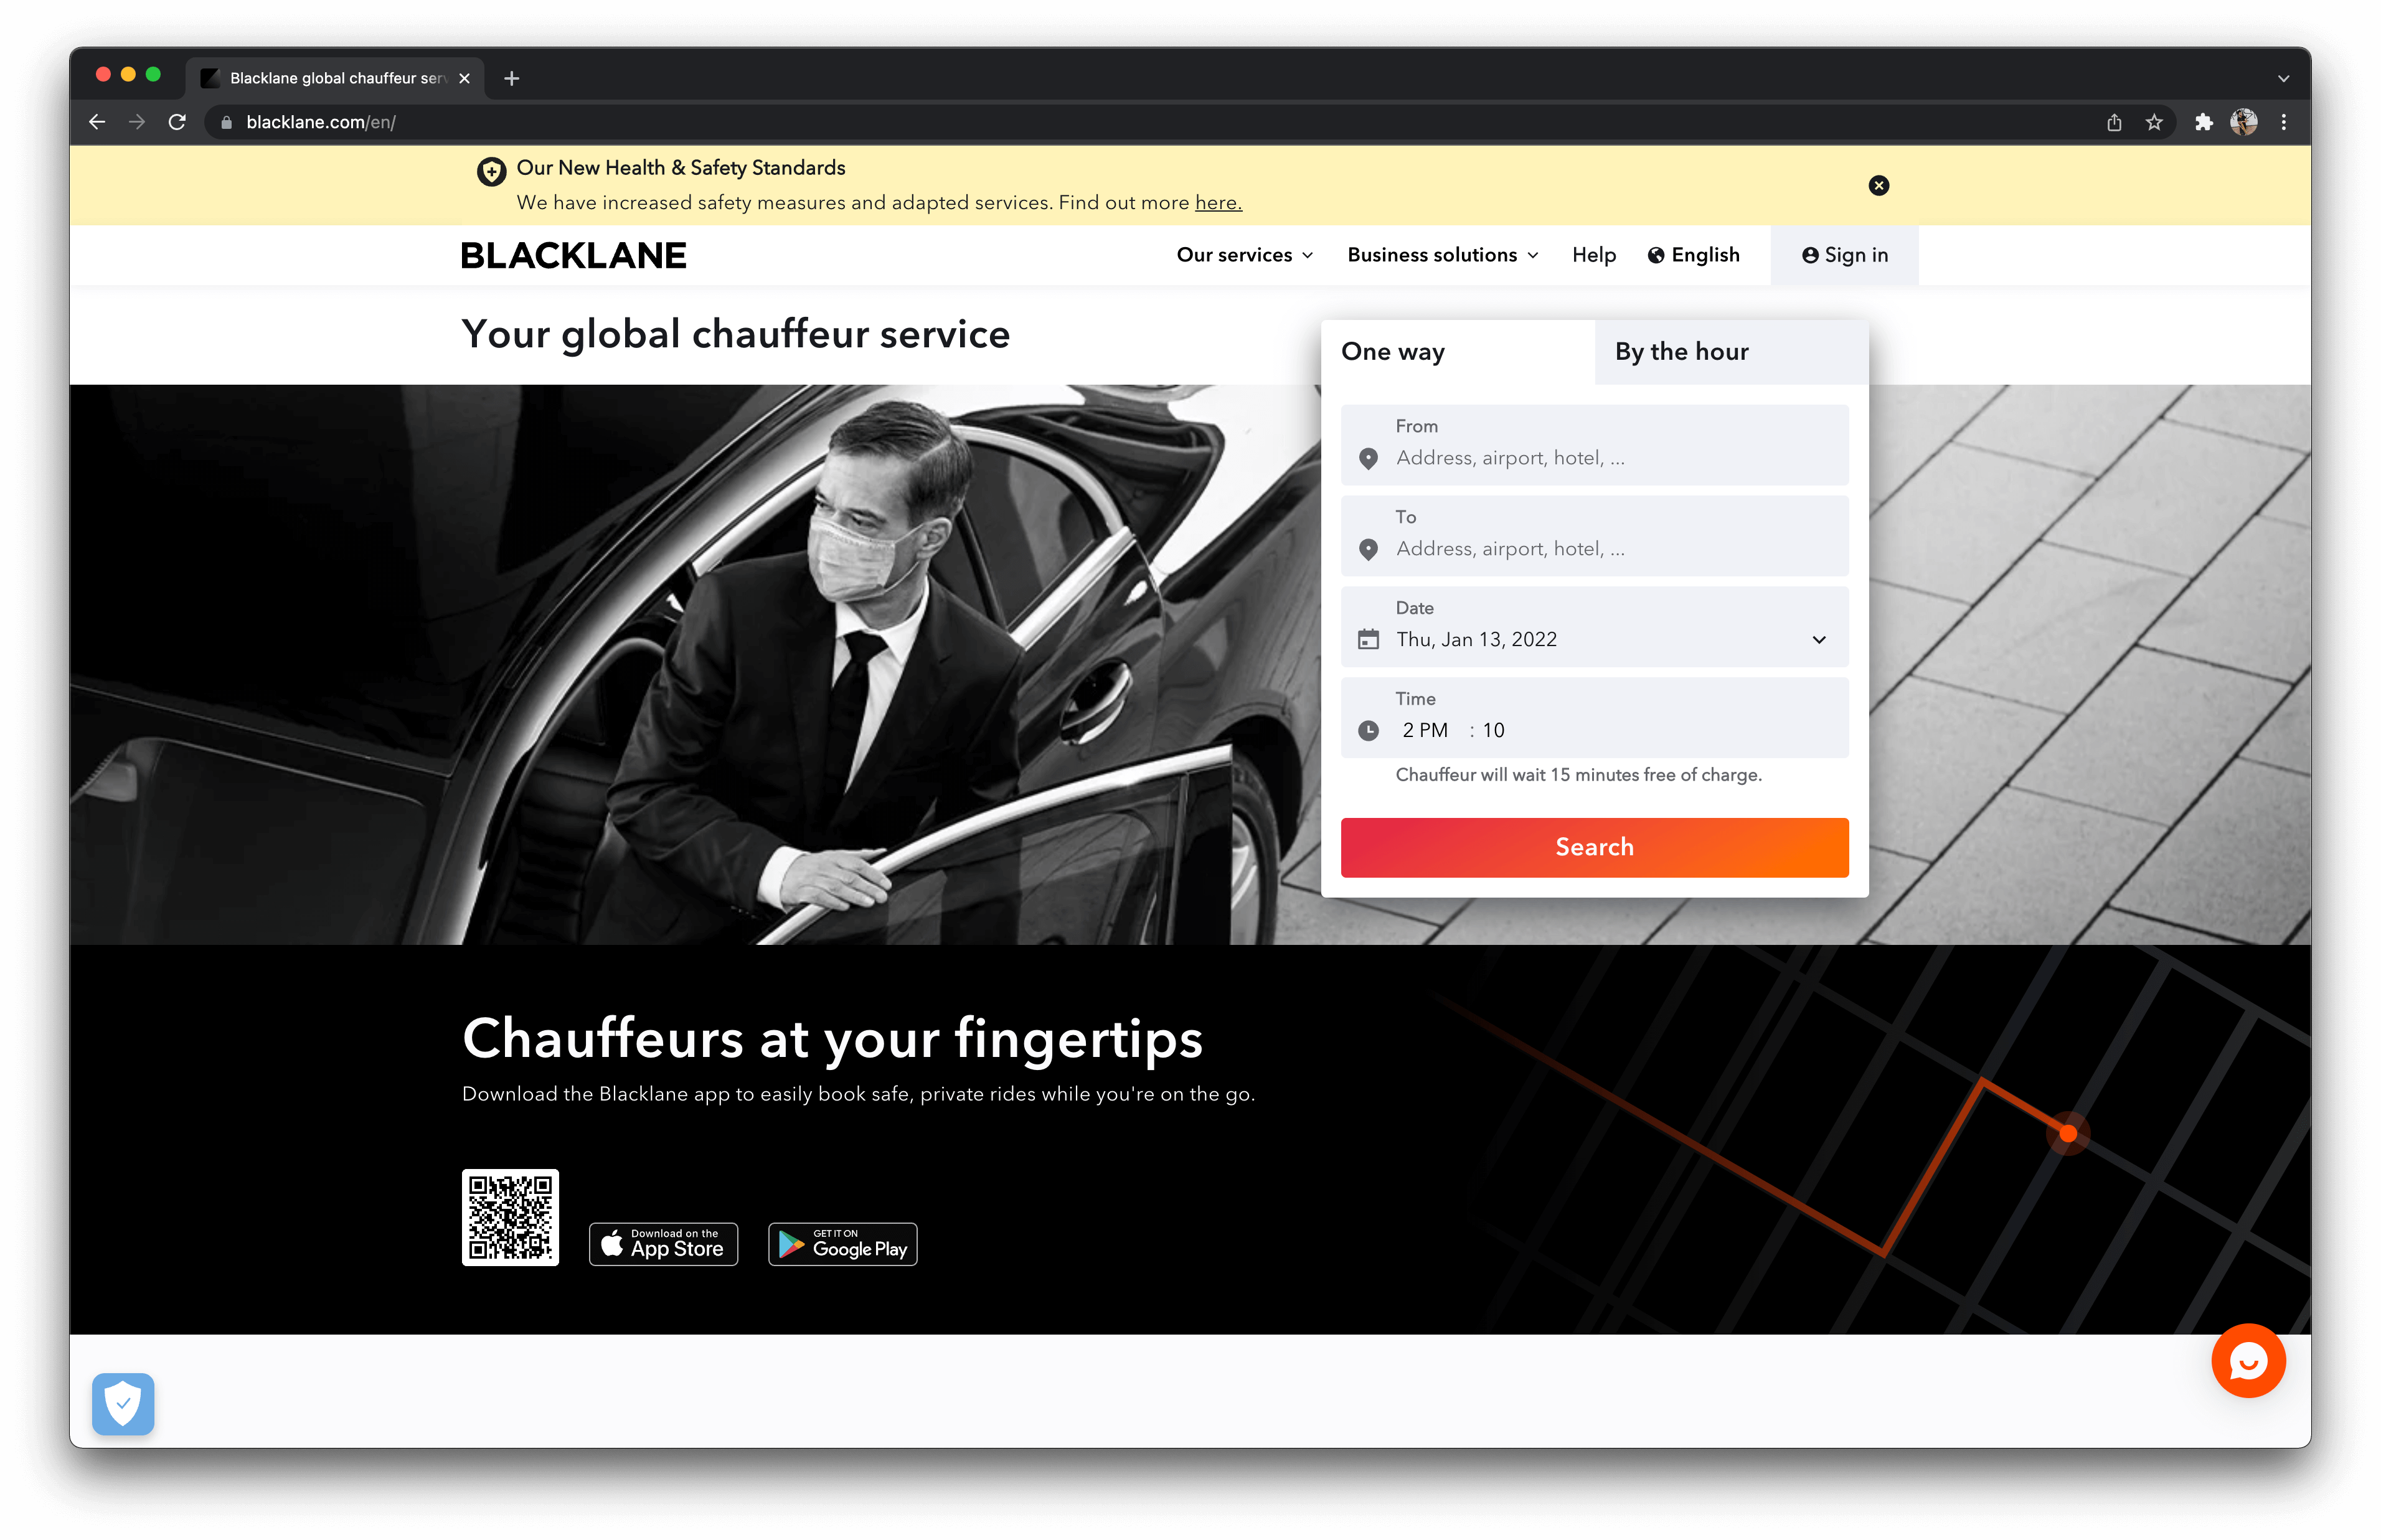 Blacklane global chauffeur ser
blacklane.com/en/
Our New Health & Safety Standards
We have increased safety measures and adapted services. Find out more here.
BLACKLANE
Our services
Business solutions
Help
English
Sign in
Your global chauffeur service
One way
By the hour
From
Address, airport, hotel, ...
To
Address, airport, hotel, ...
Date
Thu, Jan 13, 2022
Time
2 PM : 10
Chauffeur will wait 15 minutes free of charge.
Search
Chauffeurs at your fingertips
Download the Blacklane app to easily book safe, private rides while you're on the go.
Download on the
App Store
GET IT ON
Google Play